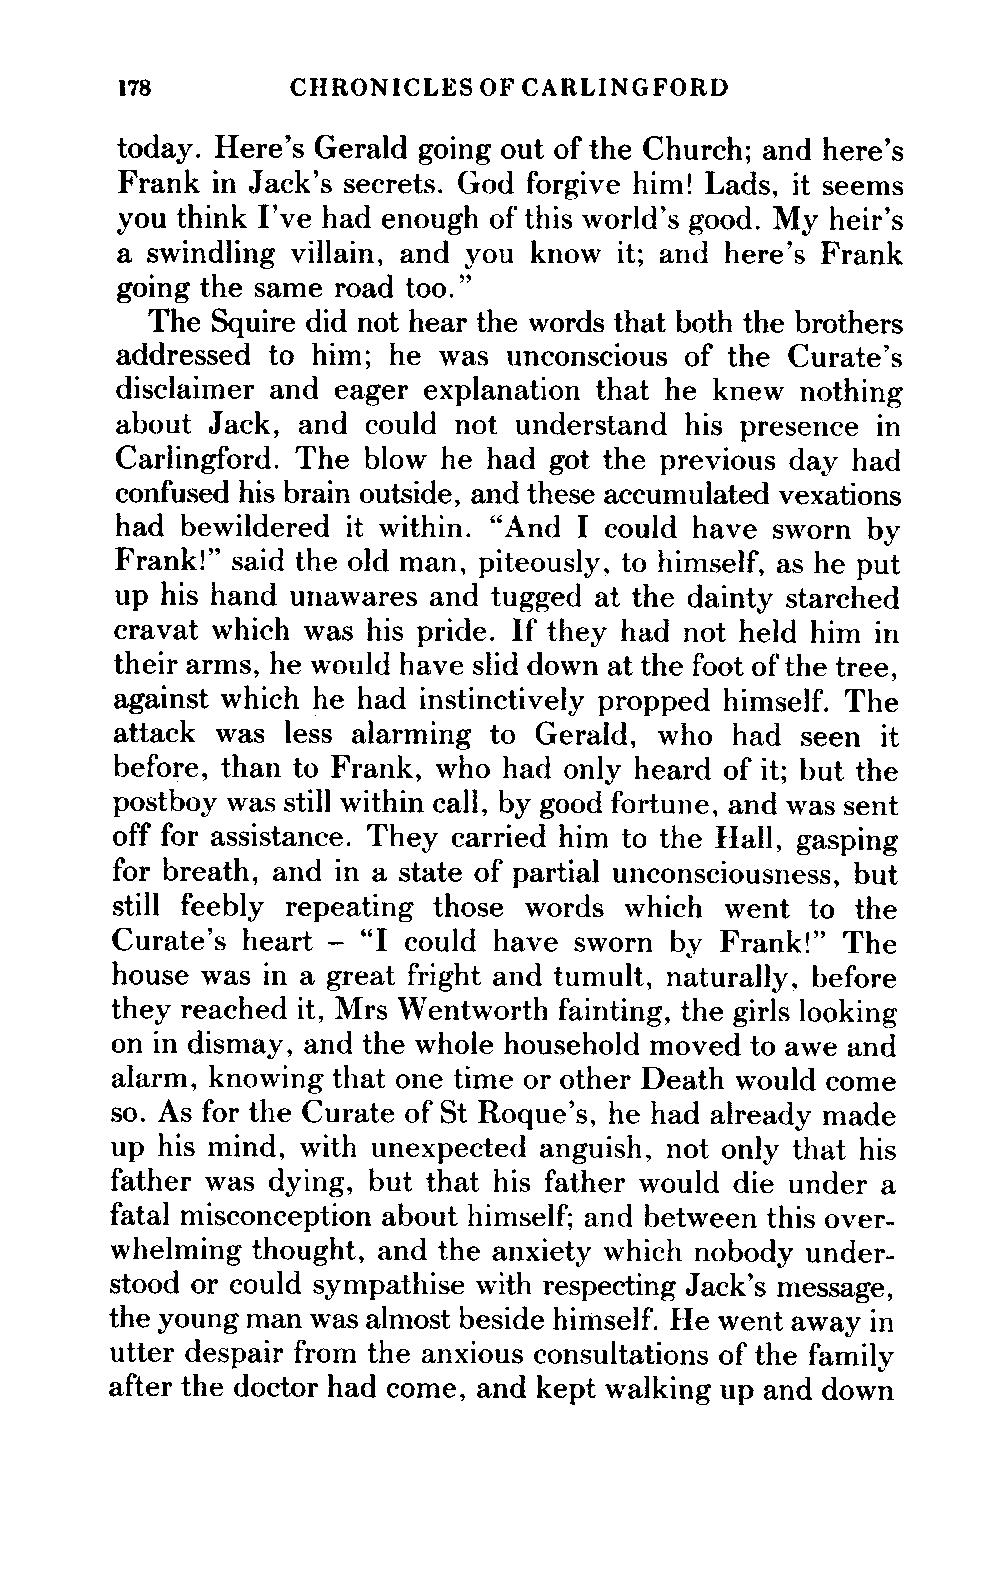 178 CHRONICLES OF CARLINGFORD
today. Here's Gerald going out of the Church; and here's
Frank in Jack's secrets. God forgive him! Lads, it seems
you think I've had enough of this world's good. My heir's
a swindling villain, and you know it; and here's Frank
going the same road too.”
The Squire did not hear the words that both the brothers
addressed to him; he was unconscious of the Curate's
disclaimer and eager explanation that he knew nothing
about Jack, and could not understand his presence in
Carlingford. The blow he had got the previous day had
confused his brain outside, and these accumulated vexations
had bewildered it within. “And I could have sworn by
Frank!” said the old man, piteously, to himself, as he put
up his hand unawares and tugged at the dainty starched
cravat which was his pride. If they had not held him in
their arms, he would have slid down at the foot of the tree,
against which he had instinctively propped himself. The
attack was less alarming to Gerald, who had seen it
before, than to Frank, who had only heard of it; but the
postboy was still within call, by good fortune, and was sent
off for assistance. They carried him to the Hall, gasping
for breath, and in a state of partial unconsciousness, but
still feebly repeating those words which went to the
Curate's heart – “I could have sworn by Frank!” The
house was in a great fright and tumult, naturally, before
they reached it, Mrs Wentworth fainting, the girls looking
on in dismay, and the whole household moved to awe and
alarm, knowing that one time or other Death would come
so. As for the Curate of St Roque's, he had already made
up his mind, with unexpected anguish, not only that his
father was dying, but that his father would die under a
fatal misconception about himself; and between this over-
whelming thought, and the anxiety which nobody under-
stood or could sympathise with respecting Jack's message,
the young man was almost beside himself. He went away in
utter despair from the anxious consultations of the family
after the doctor had come, and kept walking up and down